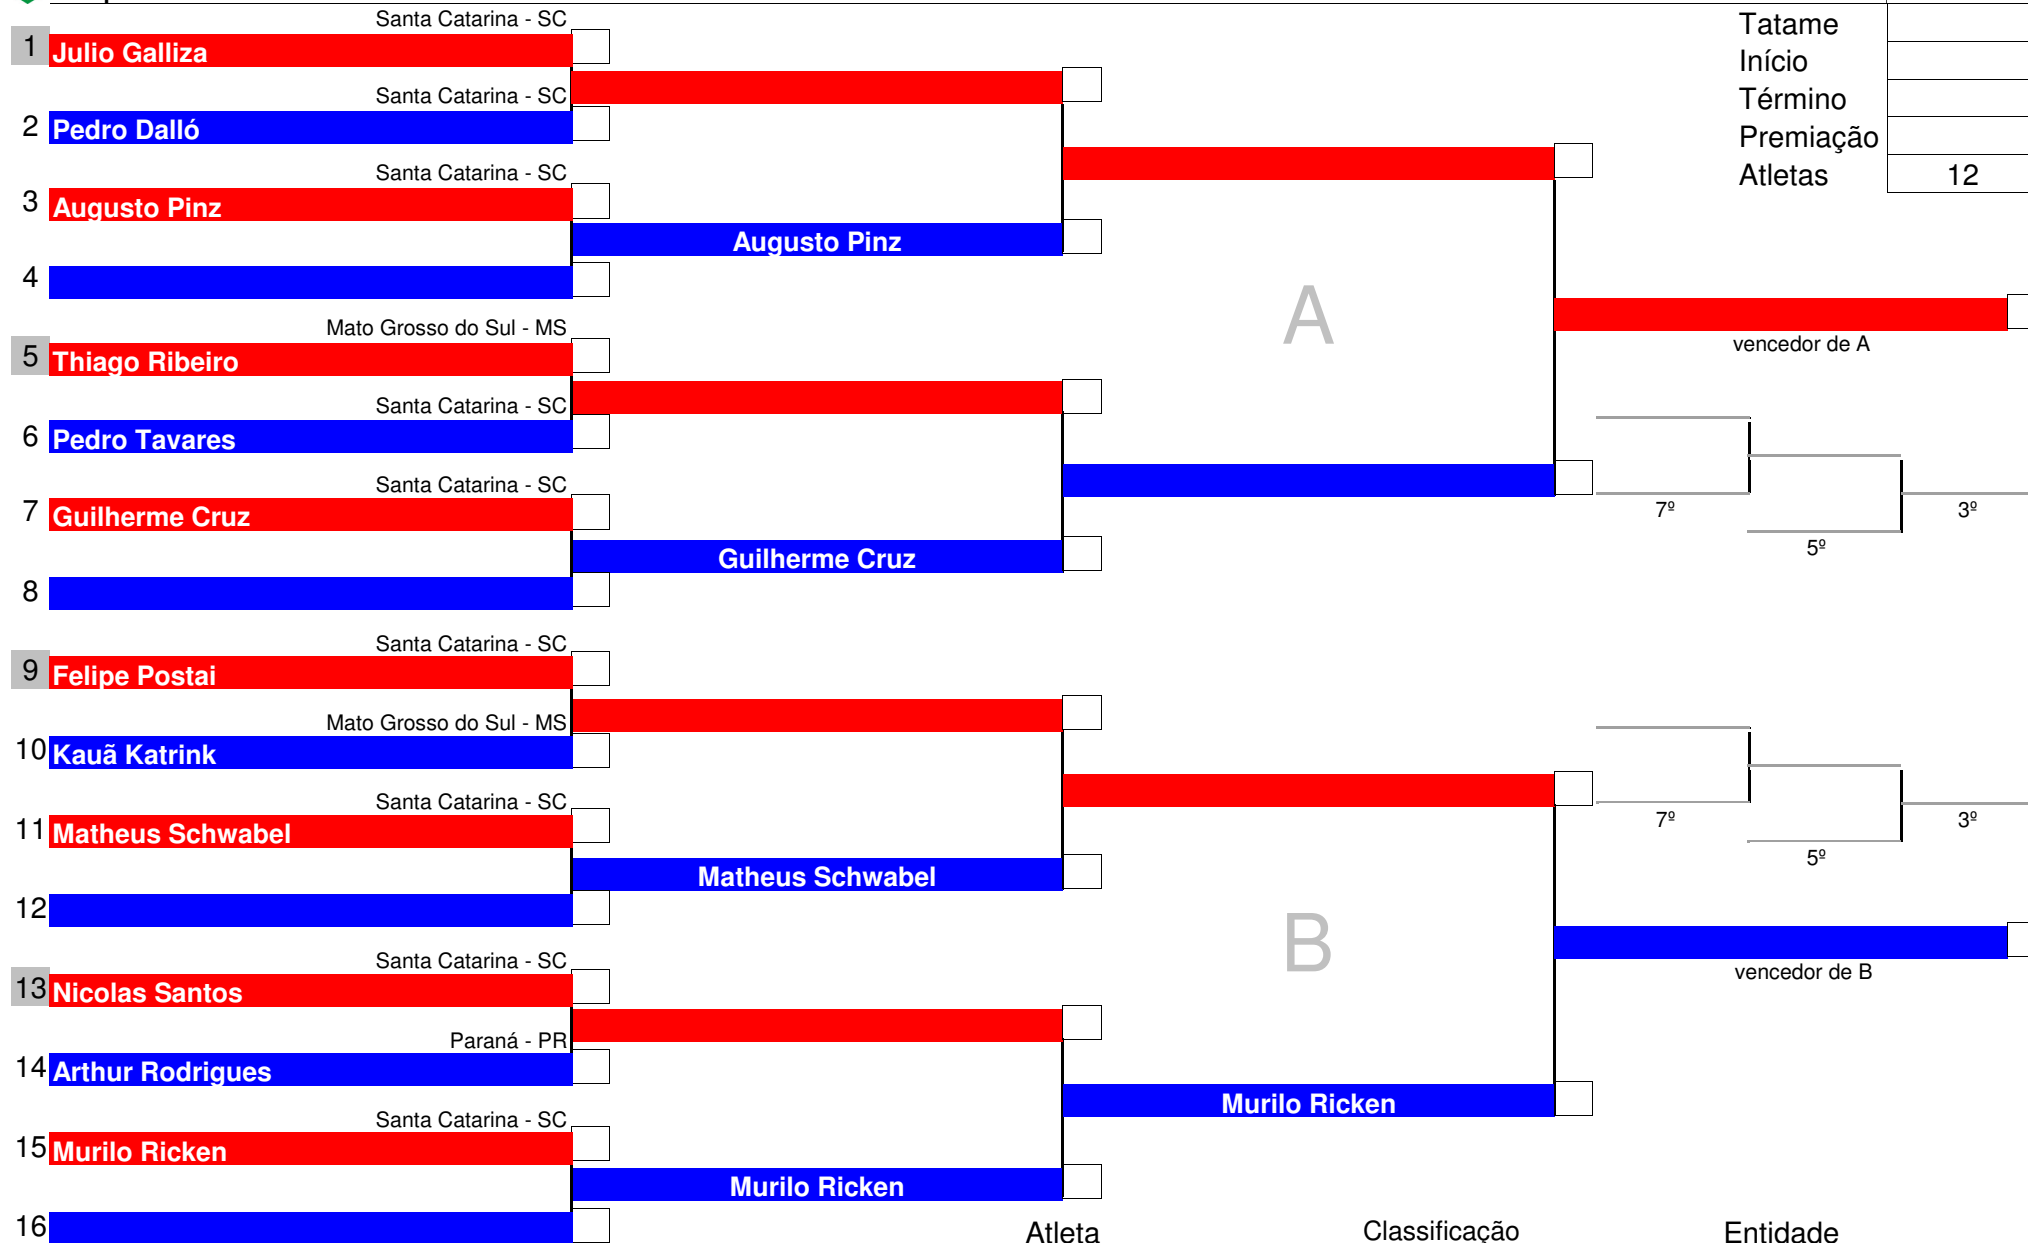 Santa Catarina - SC
1 Julio Galliza
Santa Catarina - SC
2 Pedro Dalló
Santa Catarina - SC
3 Augusto Pinz
Augusto Pinz
4
Mato Grosso do Sul - MS
5 Thiago Ribeiro
Santa Catarina - SC
6 Pedro Tavares
Santa Catarina - SC
7 Guilherme Cruz
Guilherme Cruz
8
Santa Catarina - SC
9 Felipe Postai
Mato Grosso do Sul - MS
10 Kauã Katrink
Santa Catarina - SC
11 Matheus Schwabel
Matheus Schwabel
12
Santa Catarina - SC
13 Nicolas Santos
Paraná - PR
14 Arthur Rodrigues
Santa Catarina - SC
15 Murilo Ricken
Murilo Ricken
16
Murilo Ricken
A
B
Tatame
Início
Término
Premiação
Atletas 12
vencedor de A
7º
3º
5º
7º
3º
5º
vencedor de B
Atleta Classificação Entidade